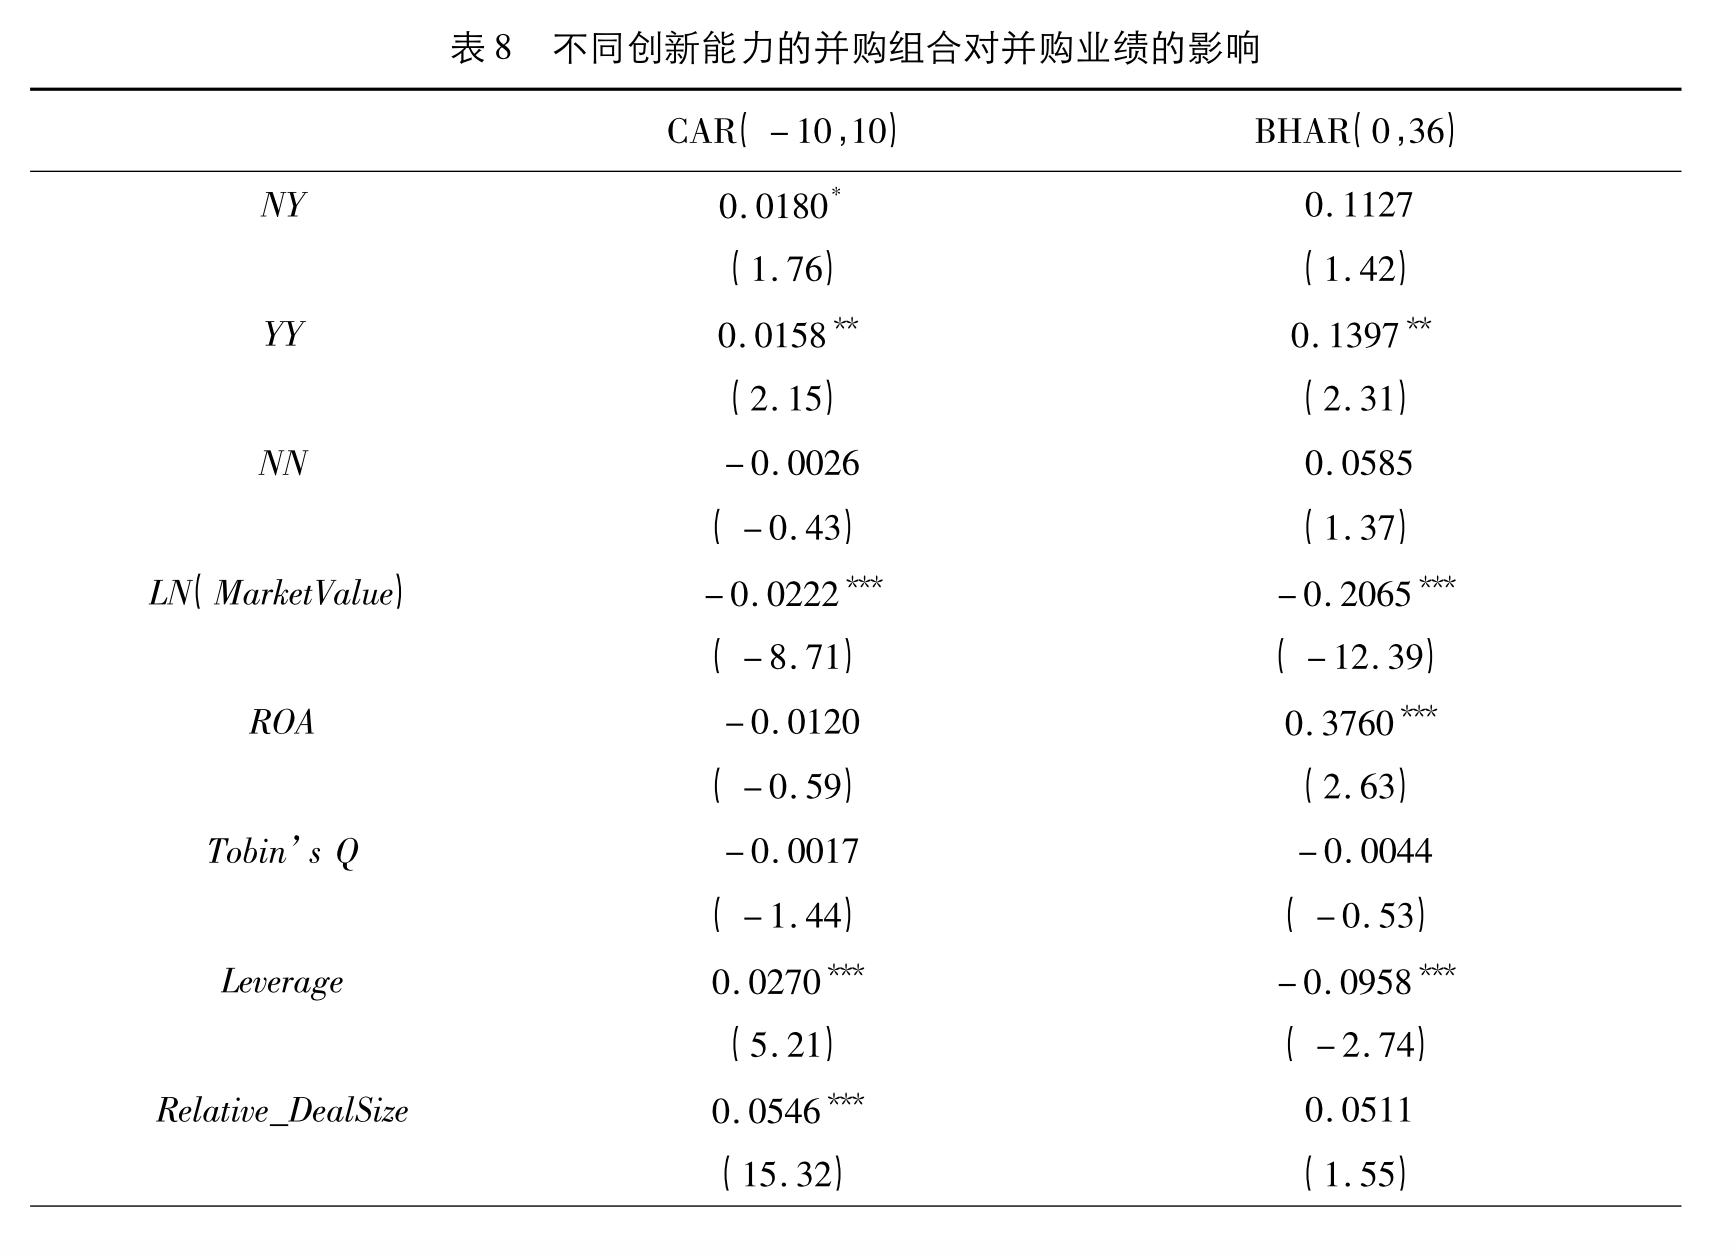 表8 不同创新能力的并购组合对并购业绩的影响
CAR(-10,10) BHAR(0,36)
NY 0.0180* 0.1127
(1.76) (1.42)
YY 0.0158** 0.1397**
(2.15) (2.31)
NN -0.0026 0.0585
(-0.43) (1.37)
LN(MarketValue) -0.0222*** -0.2065***
(-8.71) (-12.39)
ROA -0.0120 0.3760***
(-0.59) (2.63)
Tobin's Q -0.0017 -0.0044
(-1.44) (-0.53)
Leverage 0.0270*** -0.0958***
(5.21) (-2.74)
Relative_DealSize 0.0546*** 0.0511
(15.32) (1.55)